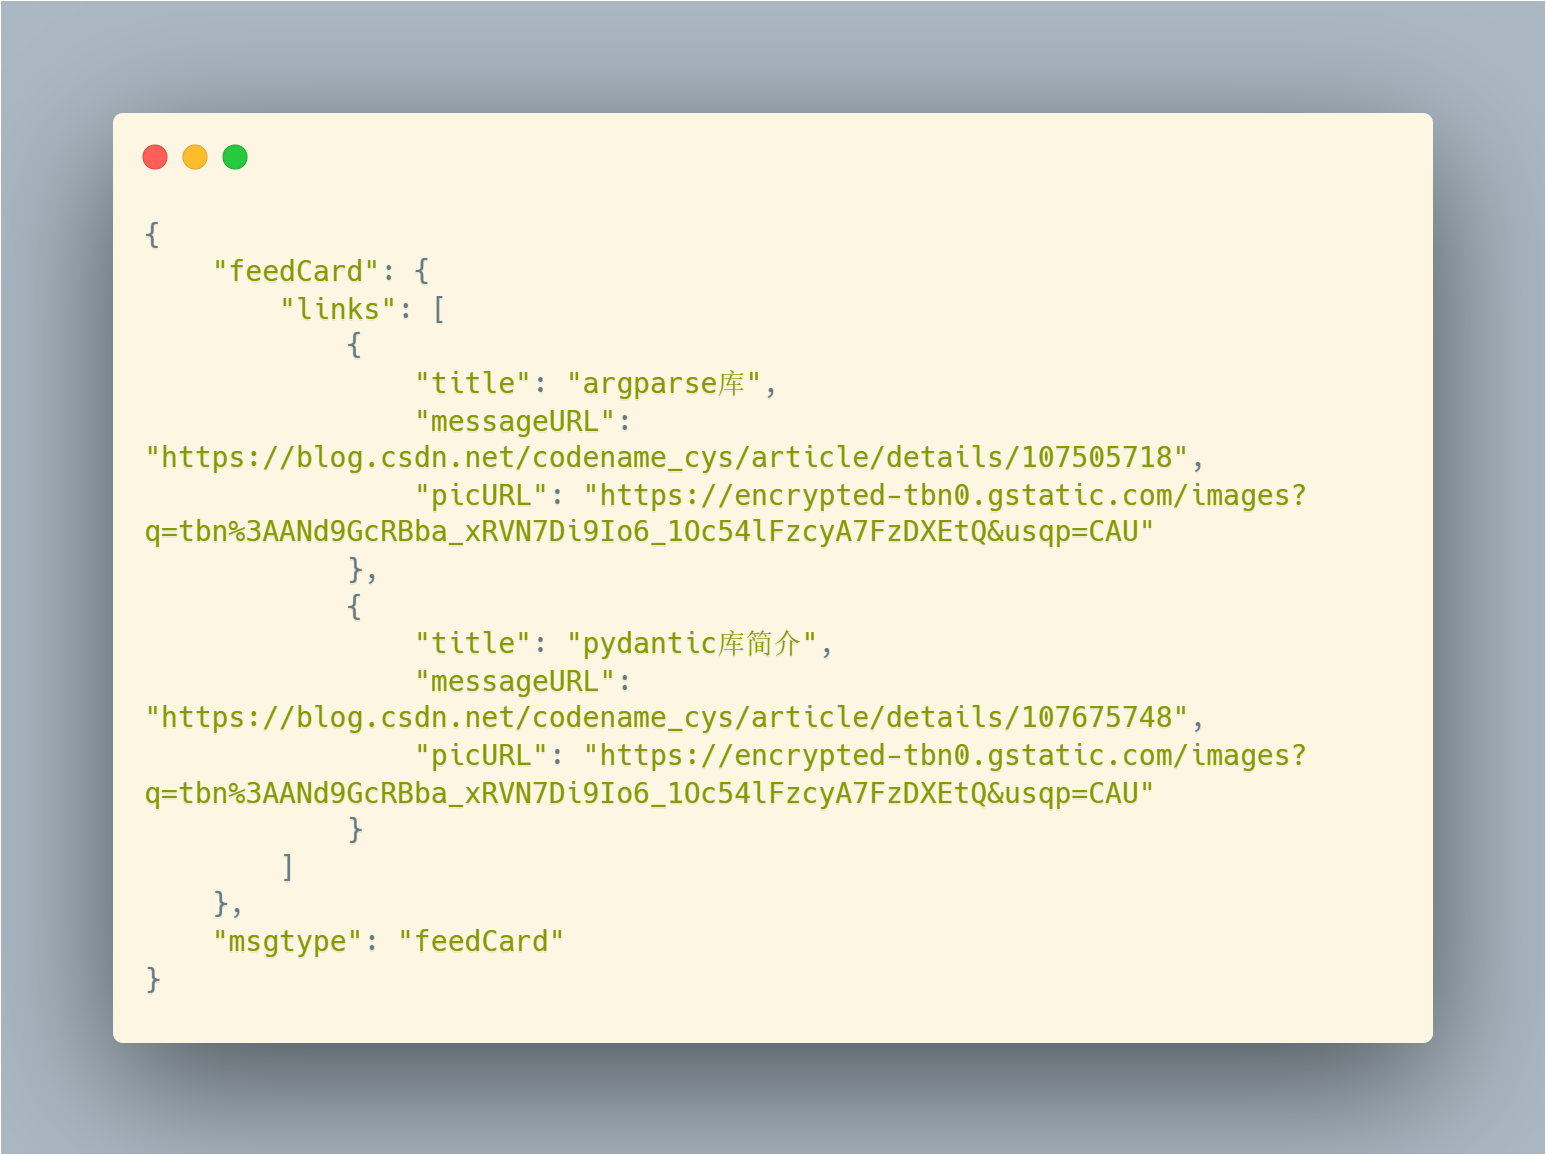 {
    "feedCard": {
        "links": [
            {
                "title": "argparse库",
                "messageURL":
"https://blog.csdn.net/codename_cys/article/details/107505718",
                "picURL": "https://encrypted-tbn0.gstatic.com/images?
q=tbn%3AANd9GcRBba_xRVN7Di9Io6_1Oc54lFzcyA7FzDXEtQ&usqp=CAU"
            },
            {
                "title": "pydantic库简介",
                "messageURL":
"https://blog.csdn.net/codename_cys/article/details/107675748",
                "picURL": "https://encrypted-tbn0.gstatic.com/images?
q=tbn%3AANd9GcRBba_xRVN7Di9Io6_1Oc54lFzcyA7FzDXEtQ&usqp=CAU"
            }
        ]
    },
    "msgtype": "feedCard"
}